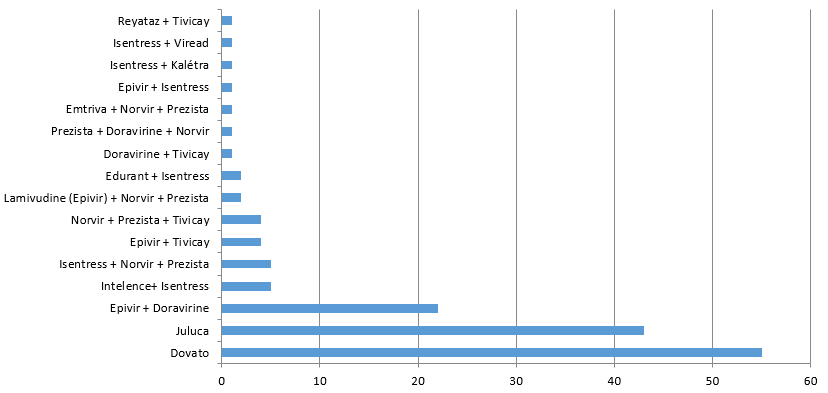 Reyataz + Tivicay
Isentress + Viread
Isentress + Kalétra
Epivir + Isentress
Emtriva + Norvir + Prezista
Prezista + Doravirine + Norvir
Doravirine + Tivicay
Edurant + Isentress
Lamivudine (Epivir) + Norvir + Prezista
Norvir + Prezista + Tivicay
Epivir + Tivicay
Isentress + Norvir + Prezista
Intelence+ Isentress
Epivir + Doravirine
Juluca
Dovato
0 10 20 30 40 50 60